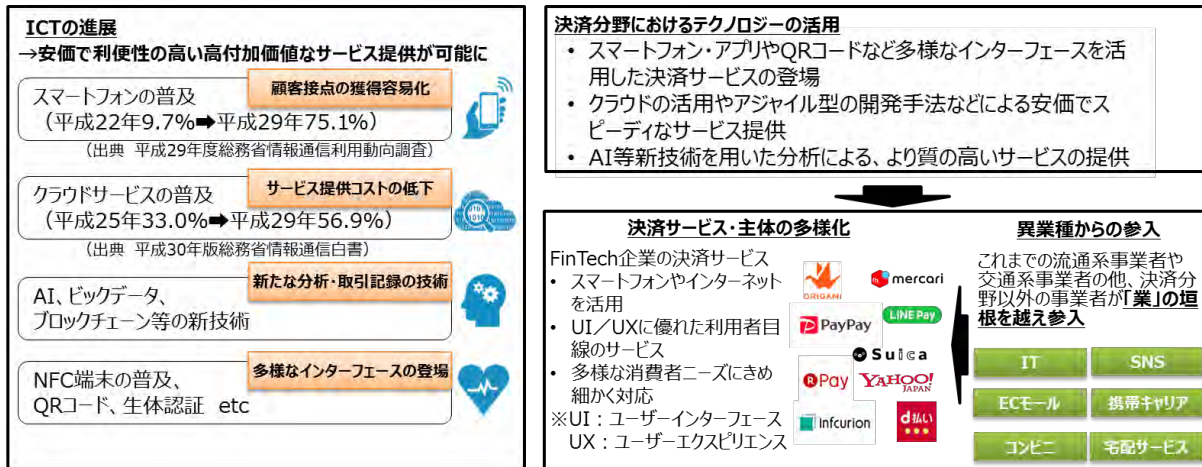 ICTの進展
→安価で利便性の高い高付加価値なサービス提供が可能に
顧客接点の獲得容易化
スマートフォンの普及
（平成22年9.7%➡平成29年75.1%）
（出典 平成29年度総務省情報通信利用動向調査）
サービス提供コストの低下
クラウドサービスの普及
（平成25年33.0%➡平成29年56.9%）
（出典 平成30年版総務省情報通信白書）
新たな分析・取引記録の技術
AI、ビックデータ、
ブロックチェーン等の新技術
多様なインターフェースの登場
NFC端末の普及、
QRコード、生体認証 etc
決済分野におけるテクノロジーの活用
• スマートフォン・アプリやQRコードなど多様なインターフェースを活
用した決済サービスの登場
• クラウドの活用やアジャイル型の開発手法などによる安価でス
ピーディなサービス提供
• AI等新技術を用いた分析による、より質の高いサービスの提供
決済サービス・主体の多様化
FinTech企業の決済サービス
• スマートフォンやインターネット
を活用
• UI／UXに優れた利用者目
線のサービス
• 多様な消費者ニーズにきめ
細かく対応
※UI：ユーザーインターフェース
UX：ユーザーエクスピリエンス
ORIGAMI
mercari
PayPay
LINE Pay
Suica
R Pay
YAHOO!
JAPAN
Infcurion
d払い
異業種からの参入
これまでの流通系事業者や
交通系事業者の他、決済分
野以外の事業者が「業」の垣
根を越え参入
IT
SNS
ECモール
携帯キャリア
コンビニ
宅配サービス